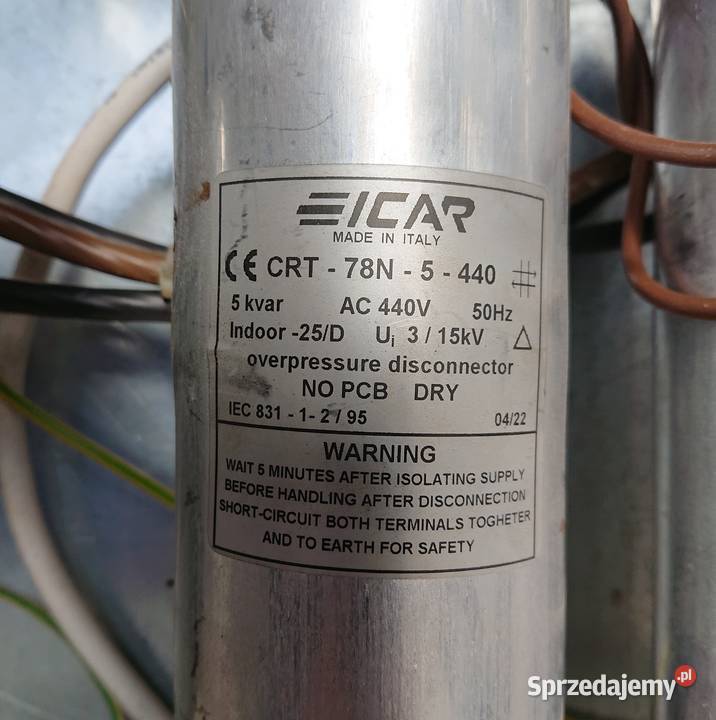 ICAR
MADE IN ITALY
CE CRT - 78N - 5 - 440
5 kvar AC 440V 50Hz
Indoor -25/D Ui 3 / 15kV
overpressure disconnector
NO PCB DRY
IEC 831 - 1- 2 / 95 04/22
WARNING
WAIT 5 MINUTES AFTER ISOLATING SUPPLY
BEFORE HANDLING AFTER DISCONNECTION
SHORT-CIRCUIT BOTH TERMINALS TOGHETER
AND TO EARTH FOR SAFETY
Sprzedajemy.pl